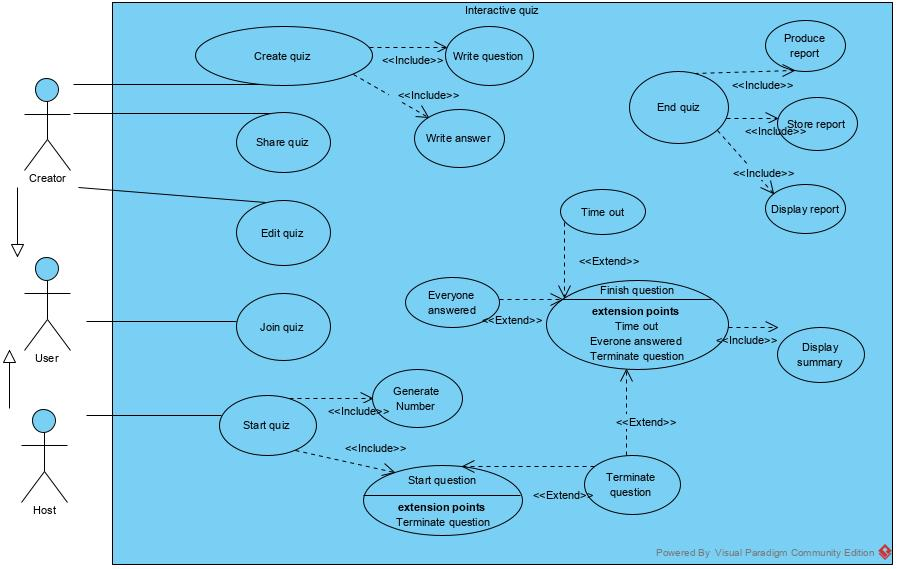 Interactive quiz
Create quiz
<<Include>>
Write question
<<Include>>
Write answer
Share quiz
Edit quiz
Creator
Produce
report
<<Include>>
End quiz
<<Include>>
Store report
<<Include>>
Display report
Time out
<<Extend>>
Everyone
answered
<<Extend>>
Finish question
extension points
Time out
Everone answered
Terminate question
<<Include>>
Display
summary
Join quiz
User
Start quiz
<<Include>>
Generate
Number
<<Include>>
<<Extend>>
Start question
extension points
Terminate question
<<Extend>>
Terminate
question
Host
Powered By Visual Paradigm Community Edition